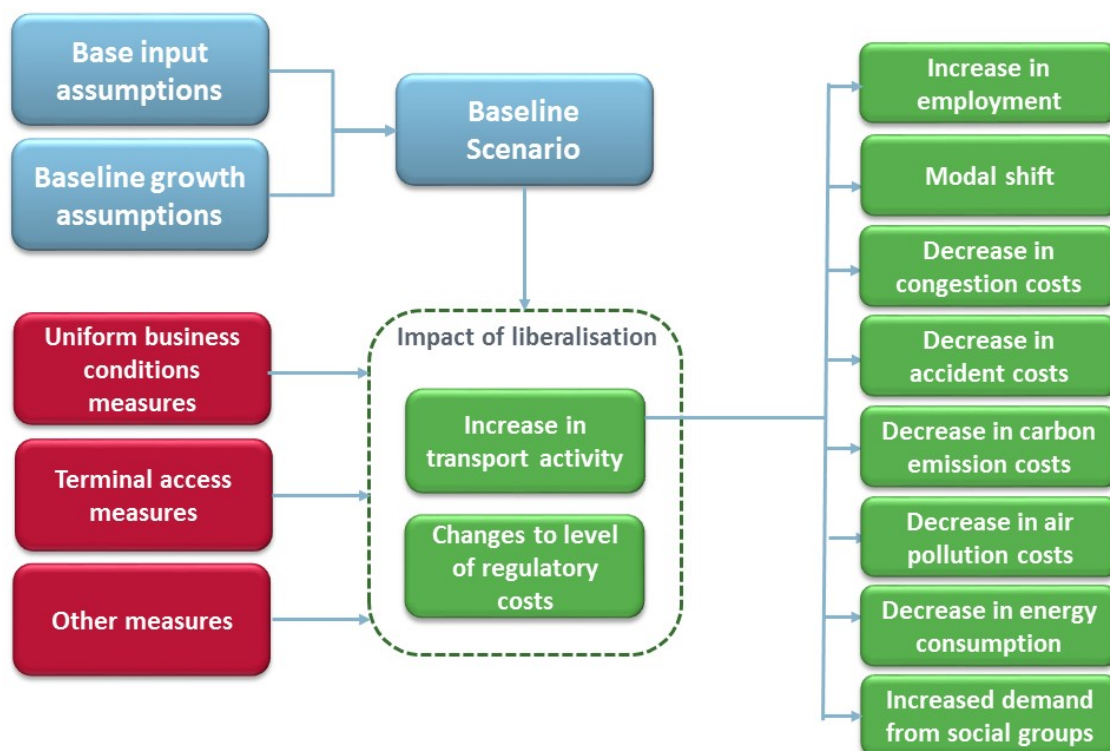 Base input
assumptions
Baseline growth
assumptions
Baseline
Scenario
Uniform business
conditions
measures
Terminal access
measures
Other measures
Impact of liberalisation
Increase in
transport activity
Changes to level
of regulatory
costs
Increase in
employment
Modal shift
Decrease in
congestion costs
Decrease in
accident costs
Decrease in carbon
emission costs
Decrease in air
pollution costs
Decrease in energy
consumption
Increased demand
from social groups